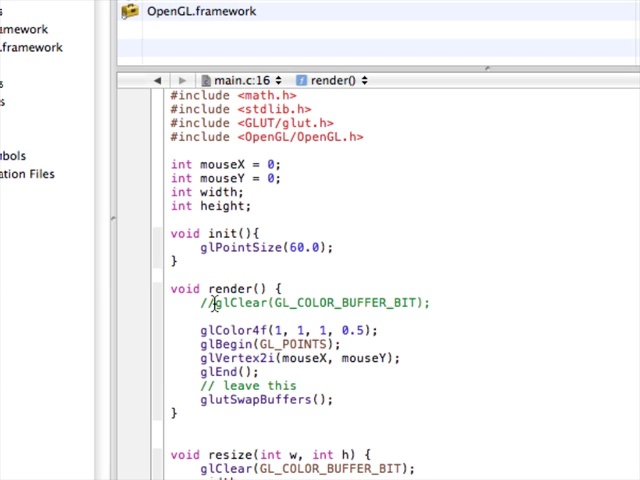 OpenGL.framework
amework
.framework
s
s
mbols
ation Files
main.c:16 render()
#include <math.h>
#include <stdlib.h>
#include <GLUT/glut.h>
#include <OpenGL/OpenGL.h>
int mouseX = 0;
int mouseY = 0;
int width;
int height;
void init(){
glPointSize(60.0);
}
void render() {
//glClear(GL_COLOR_BUFFER_BIT);
glColor4f(1, 1, 1, 0.5);
glBegin(GL_POINTS);
glVertex2i(mouseX, mouseY);
glEnd();
// leave this
glutSwapBuffers();
}
void resize(int w, int h) {
glClear(GL_COLOR_BUFFER_BIT);